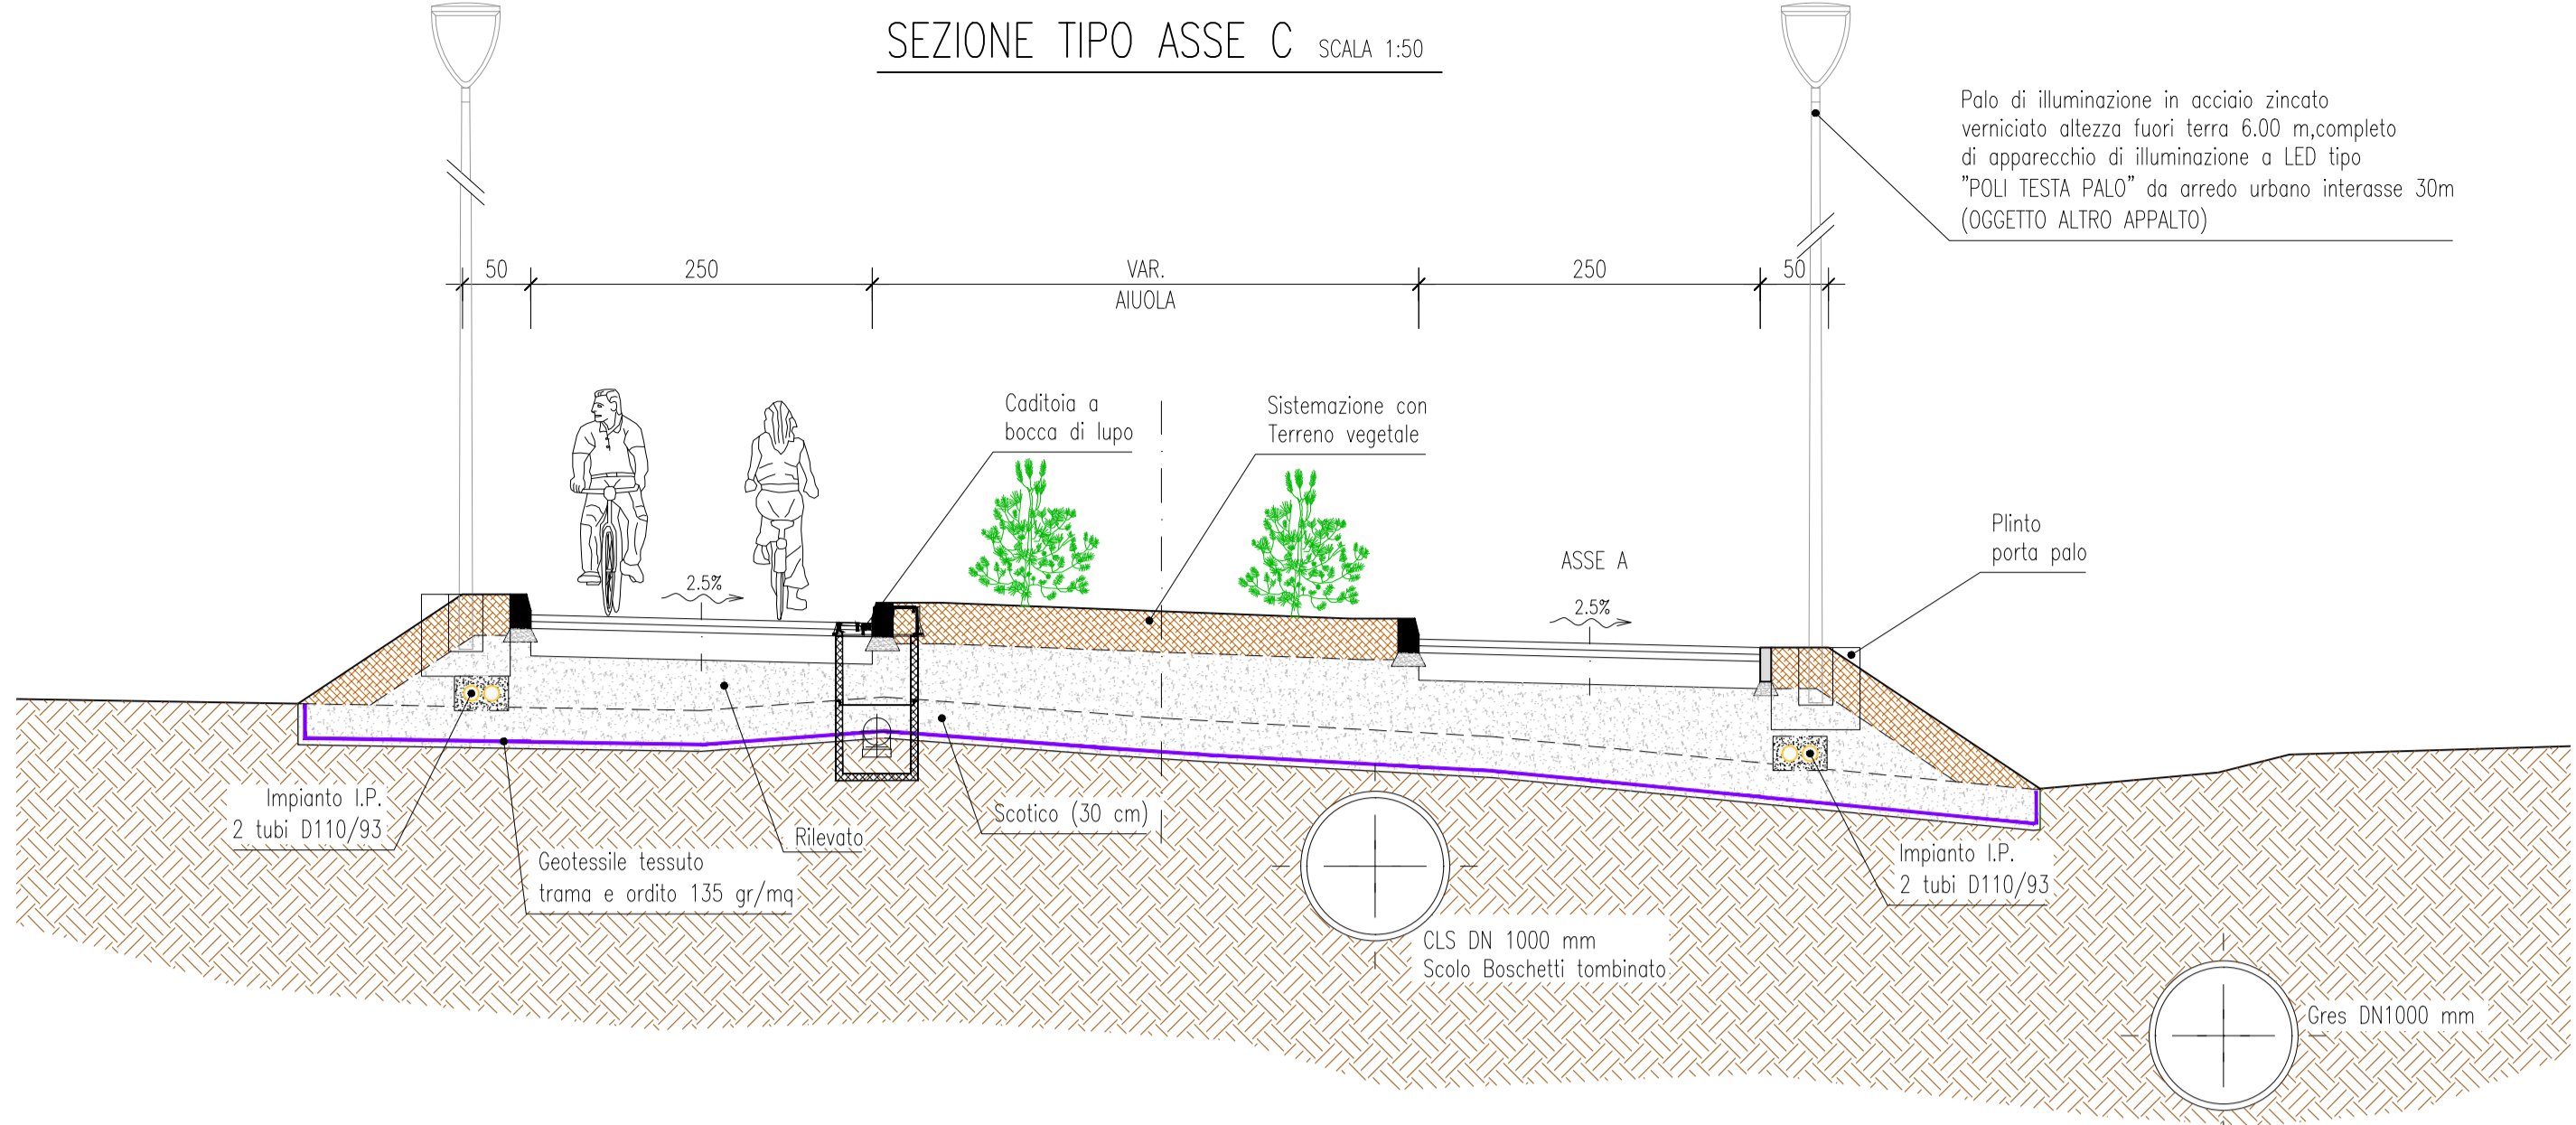 SEZIONE TIPO ASSE C SCALA 1:50
Palo di illuminazione in acciaio zincato
verniciato altezza fuori terra 6.00 m,completo
di apparecchio di illuminazione a LED tipo
"POLI TESTA PALO" da arredo urbano interasse 30m
(OGGETTO ALTRO APPALTO)
50
250
VAR.
AIUOLA
250
50
Caditoia a
bocca di lupo
Sistemazione con
Terreno vegetale
Plinto
porta palo
ASSE A
2.5%
2.5%
Impianto I.P.
2 tubi D110/93
Geotessile tessuto
trama e ordito 135 gr/mq
Rilevato
Scotico (30 cm)
Impianto I.P.
2 tubi D110/93
CLS DN 1000 mm
Scolo Boschetti tombinato
Gres DN1000 mm